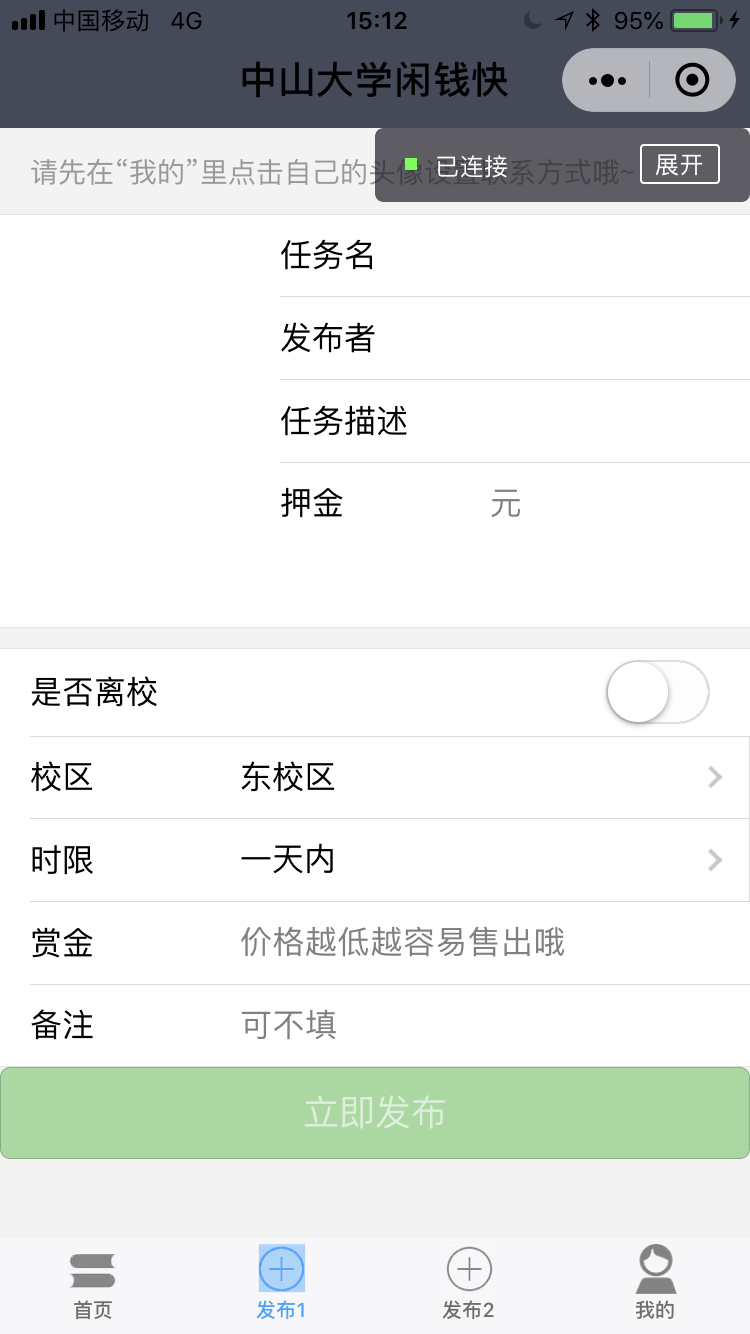 中国移动 4G 15:12 95%
中山大学闲钱快
请先在“我的”里点击自己的头像设置联系方式哦~
已连接 展开
任务名
发布者
任务描述
押金 元
是否离校
校区 东校区
时限 一天内
赏金 价格越低越容易售出哦
备注 可不填
立即发布
首页 发布1 发布2 我的